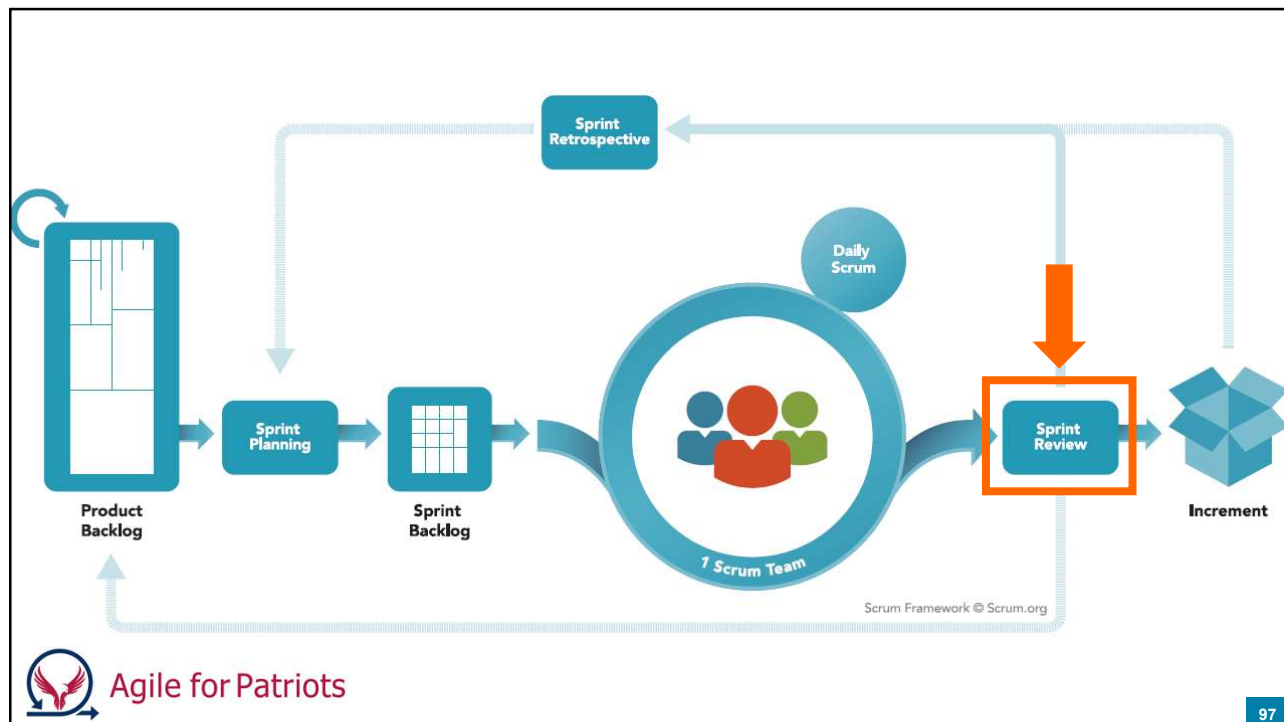 Sprint
Retrospective
Daily
Scrum
Sprint
Planning
Sprint
Review
Product
Backlog
Sprint
Backlog
1 Scrum Team
Increment
Scrum Framework © Scrum.org
Agile for Patriots
97